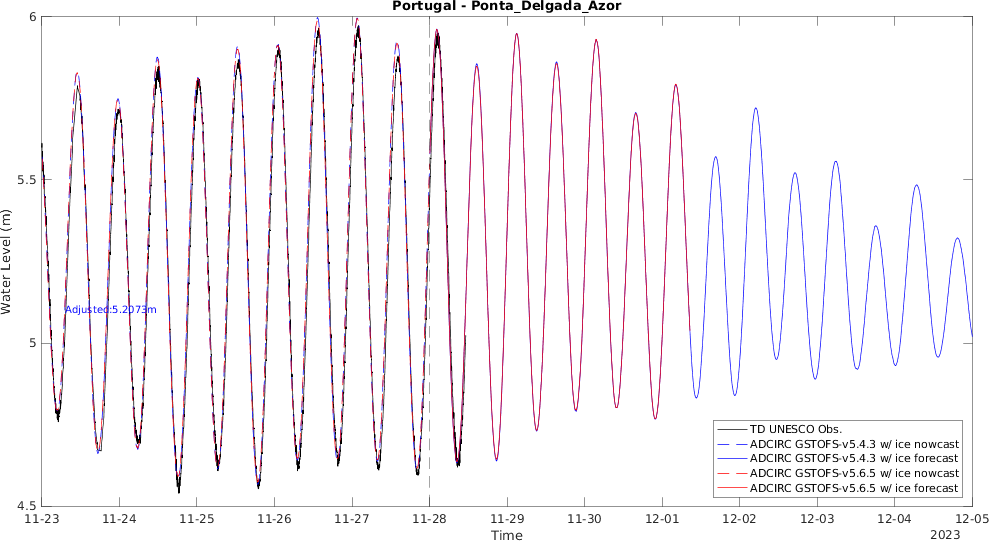 Portugal - Ponta_Delgada_Azor
6
5.5
5
4.5
Water Level (m)
Adjusted:5.2073m
TD UNESCO Obs.
ADCIRC GSTOFS-v5.4.3 w/ ice nowcast
ADCIRC GSTOFS-v5.4.3 w/ ice forecast
ADCIRC GSTOFS-v5.6.5 w/ ice nowcast
ADCIRC GSTOFS-v5.6.5 w/ ice forecast
11-23 11-24 11-25 11-26 11-27 11-28 11-29 11-30 12-01 12-02 12-03 12-04 12-05
Time
2023